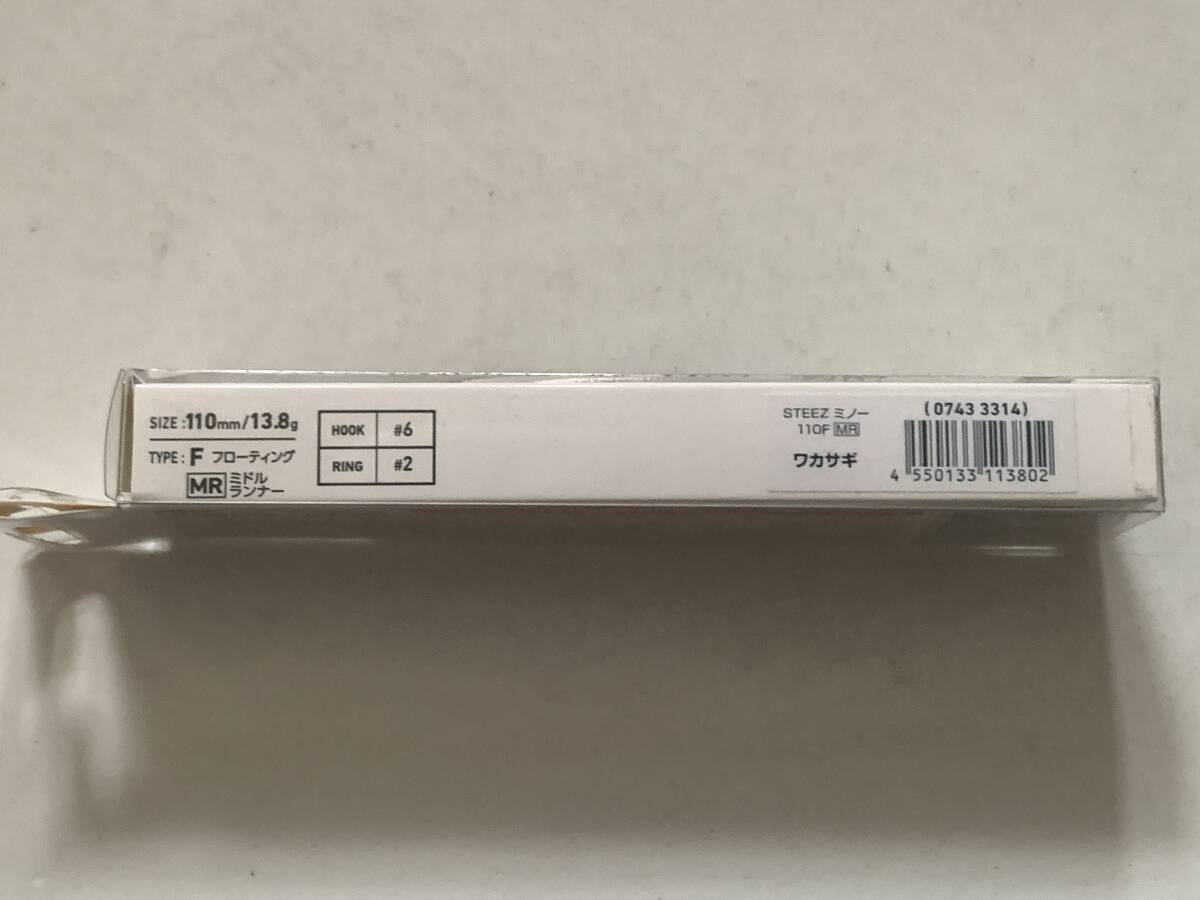 SIZE : 110mm/13.8g
TYPE : F フローティング
MR ミドル
ランナー
HOOK #6
RING #2
STEEZ ミノー
110F MR
ワカサギ
(0743 3314)
4 550133 113802